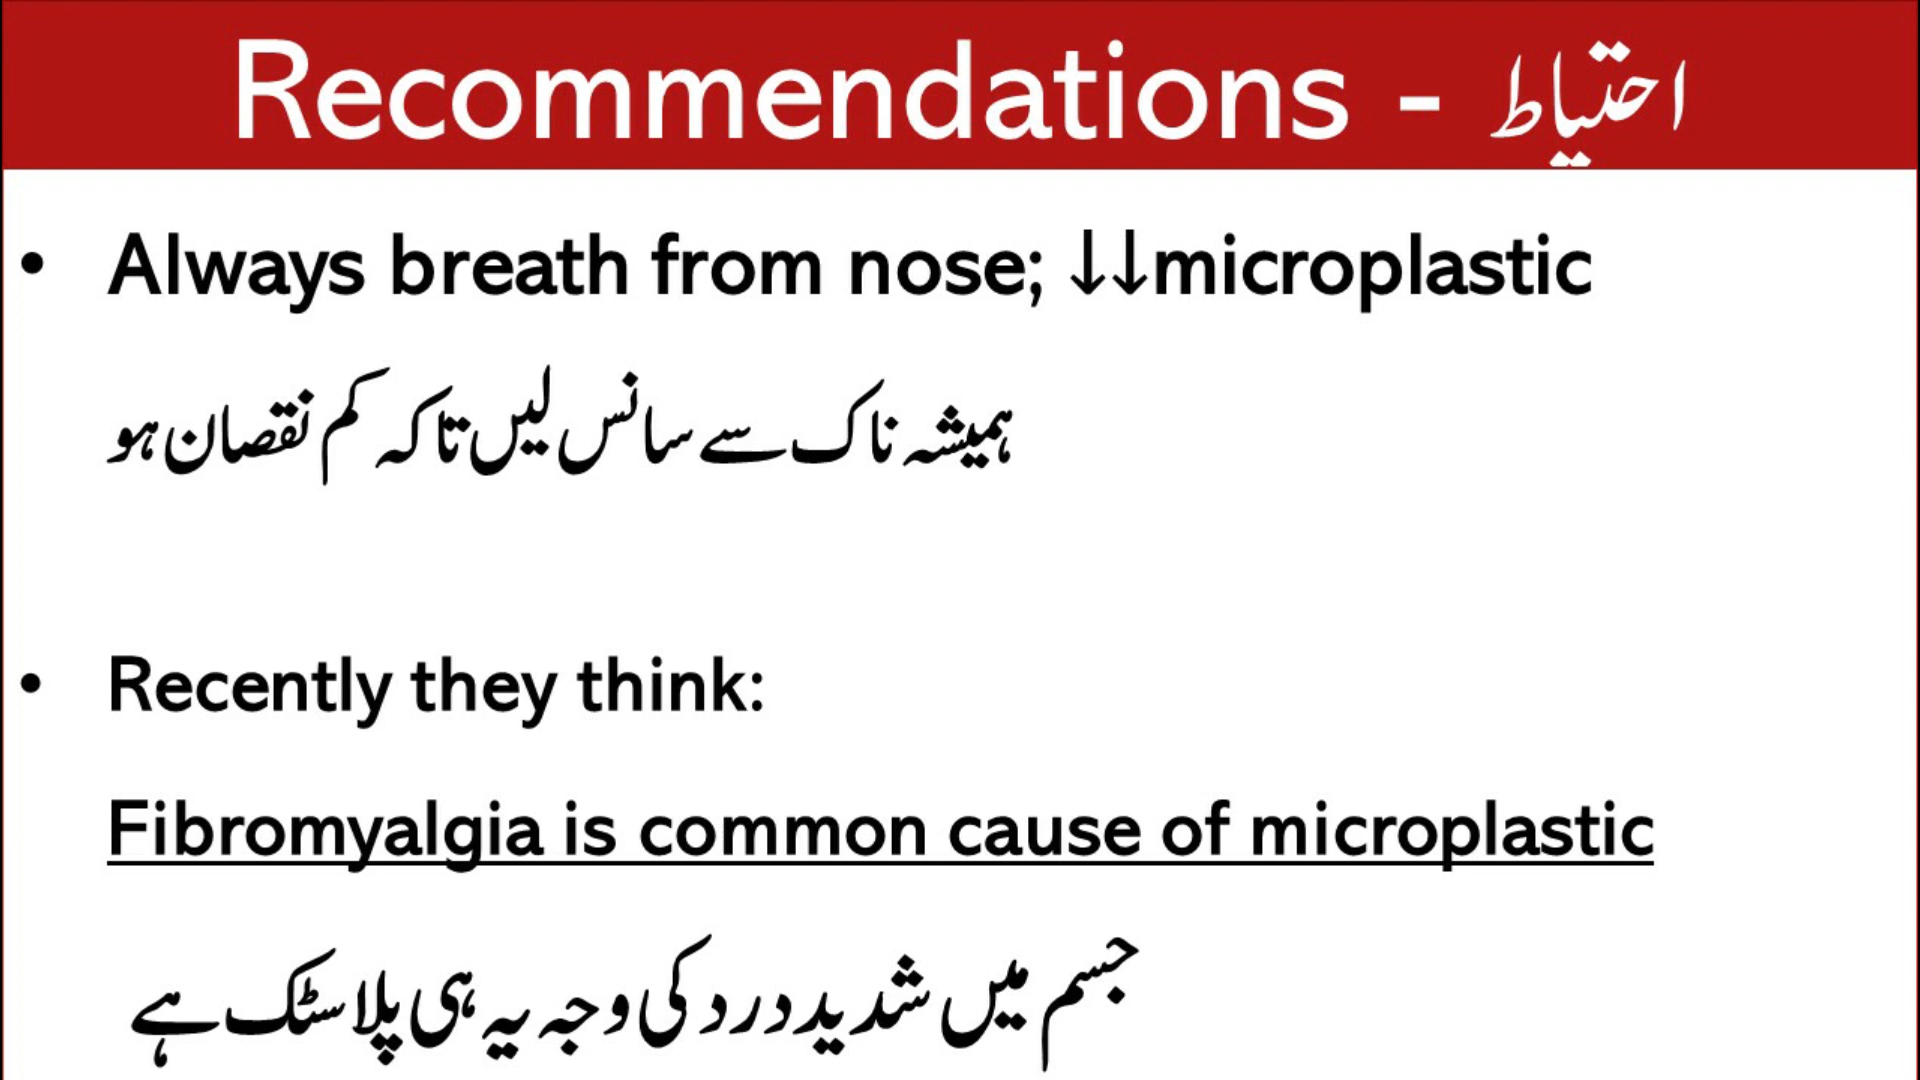 Recommendations - احتیاط
• Always breath from nose; ↓↓microplastic
ہمیشہ ناک سے سانس لیں تاکہ کم نقصان ہو
• Recently they think:
Fibromyalgia is common cause of microplastic
جسم میں شدید درد کی وجہ یہ ہی پلاسٹک ہے